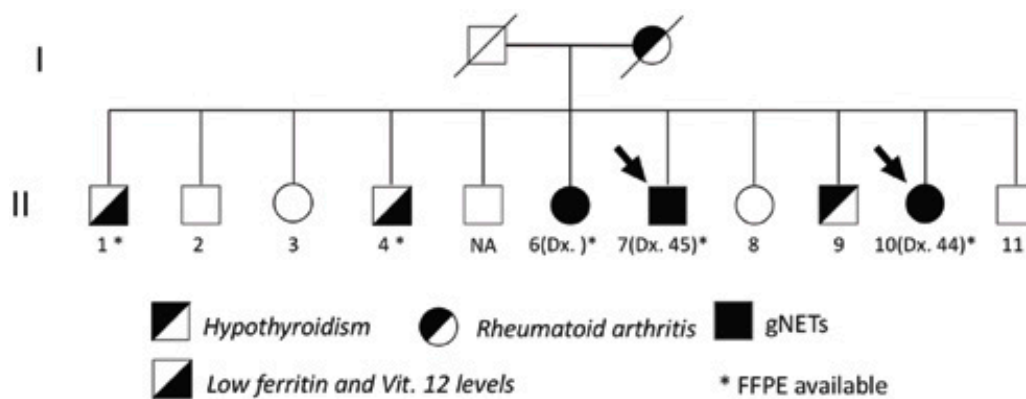 I
II
1 * 2 3 4 * NA 6(Dx. )* 7(Dx. 45)* 8 9 10(Dx. 44)* 11
Hypothyroidism Rheumatoid arthritis gNETs
Low ferritin and Vit. 12 levels * FFPE available